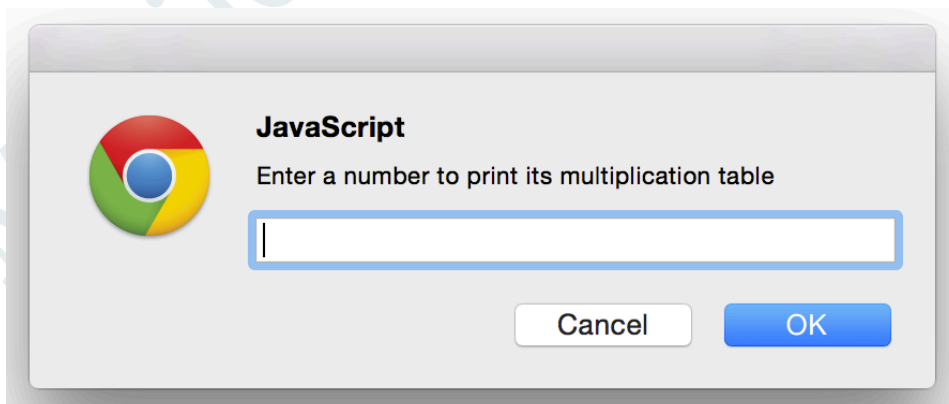 JavaScript
Enter a number to print its multiplication table
Cancel OK